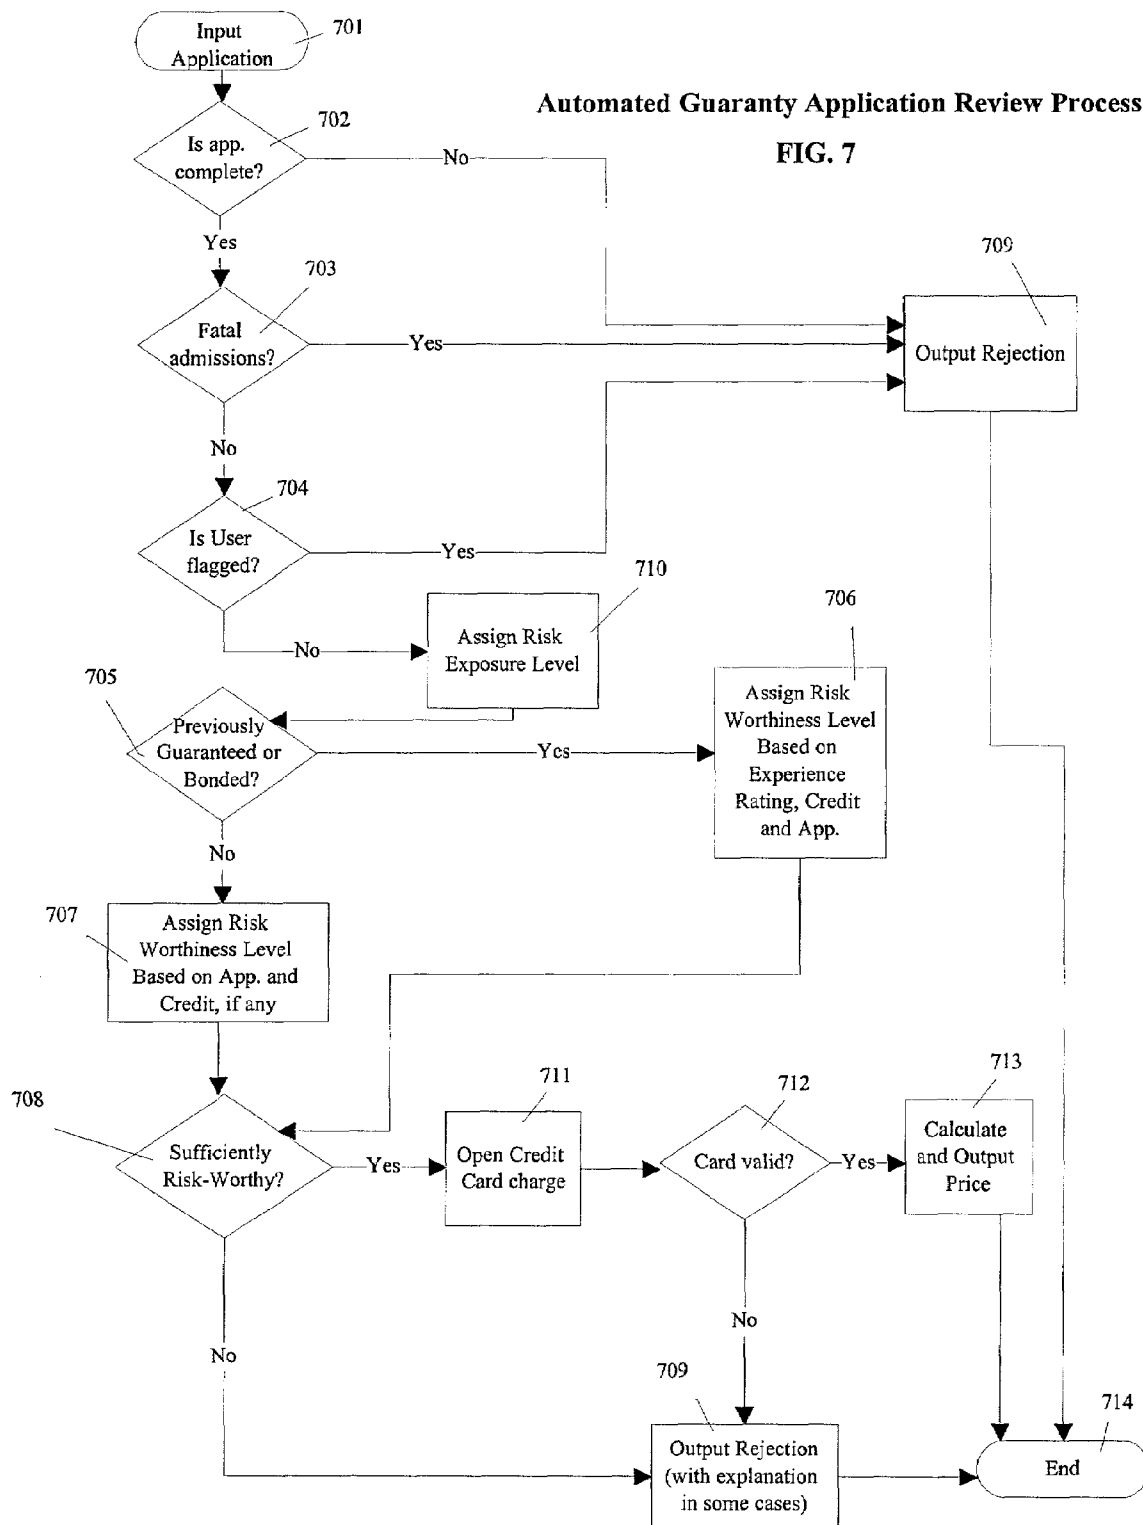 Input
Application
701
Automated Guaranty Application Review Process
FIG. 7
702
Is app.
complete?
No
Yes
703
Fatal
admissions?
Yes
709
Output Rejection
No
704
Is User
flagged?
Yes
710
No
Assign Risk
Exposure Level
706
Assign Risk
Worthiness Level
Based on
Experience
Rating, Credit
and App.
705
Previously
Guaranteed or
Bonded?
Yes
No
707
Assign Risk
Worthiness Level
Based on App. and
Credit, if any
708
Sufficiently
Risk-Worthy?
Yes
711
Open Credit
Card charge
712
Card valid?
Yes
713
Calculate
and Output
Price
No
No
709
Output Rejection
(with explanation
in some cases)
714
End